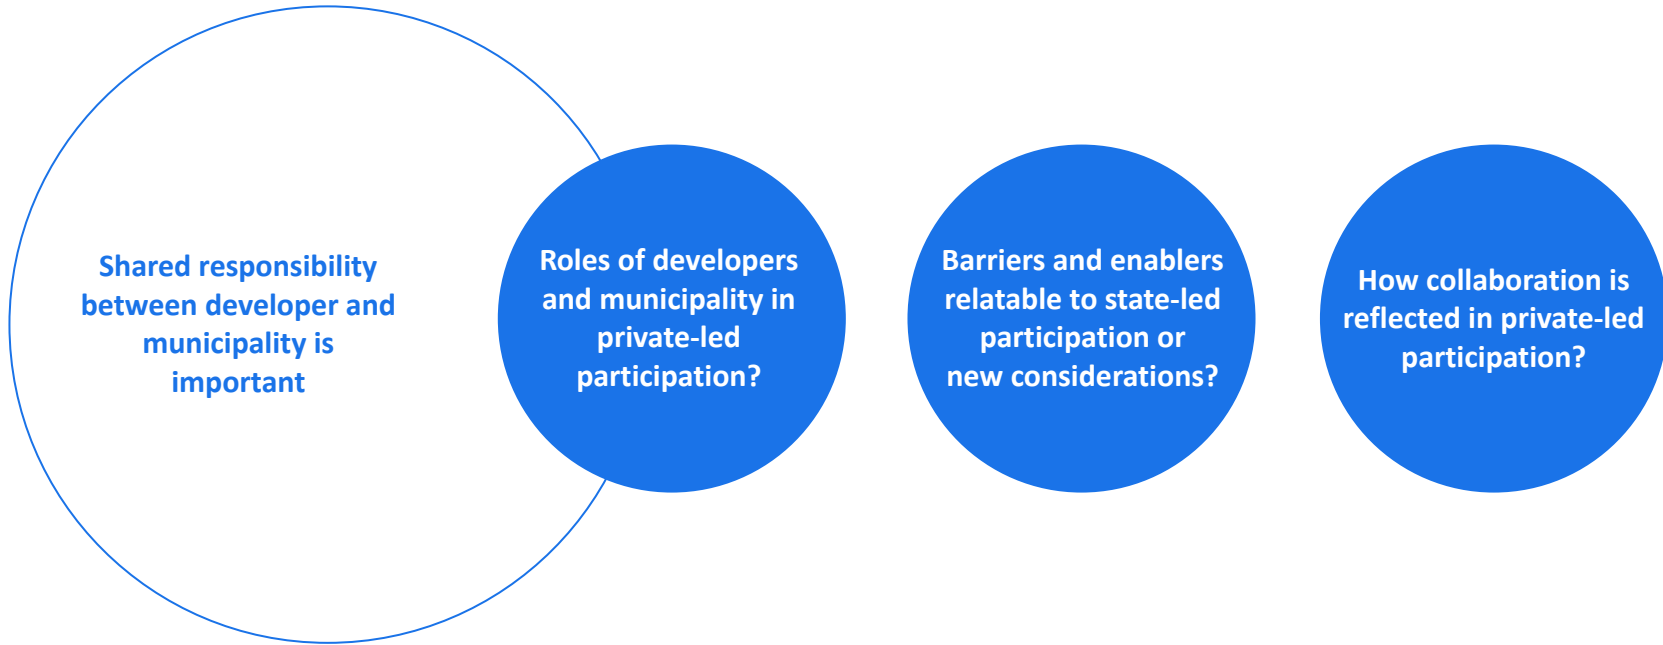 Shared responsibility
between developer and
municipality is
important
Roles of developers
and municipality in
private-led
participation?
Barriers and enablers
relatable to state-led
participation or
new considerations?
How collaboration is
reflected in private-led
participation?